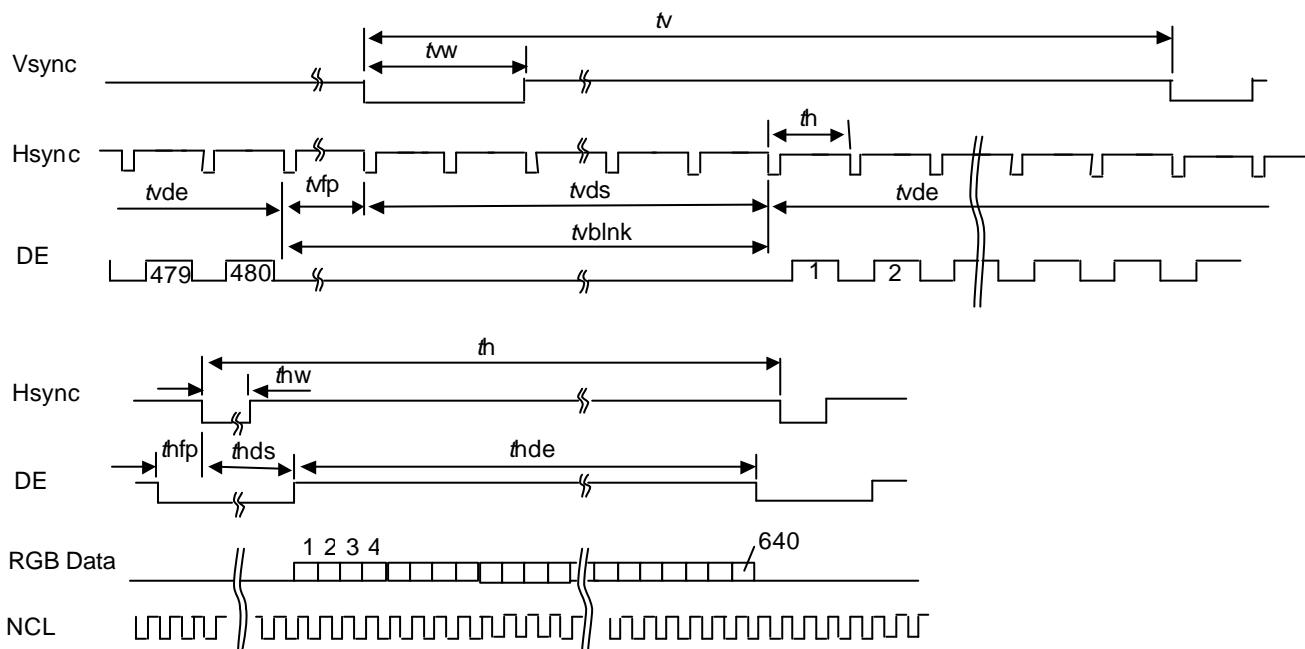 tv
tvw
Vsync
th
Hsync
tvde tvfp tvds tvde
tvblnk
DE
479 480 1 2
th
thw
Hsync
thfp thds thde
DE
1 2 3 4 640
RGB Data
NCL